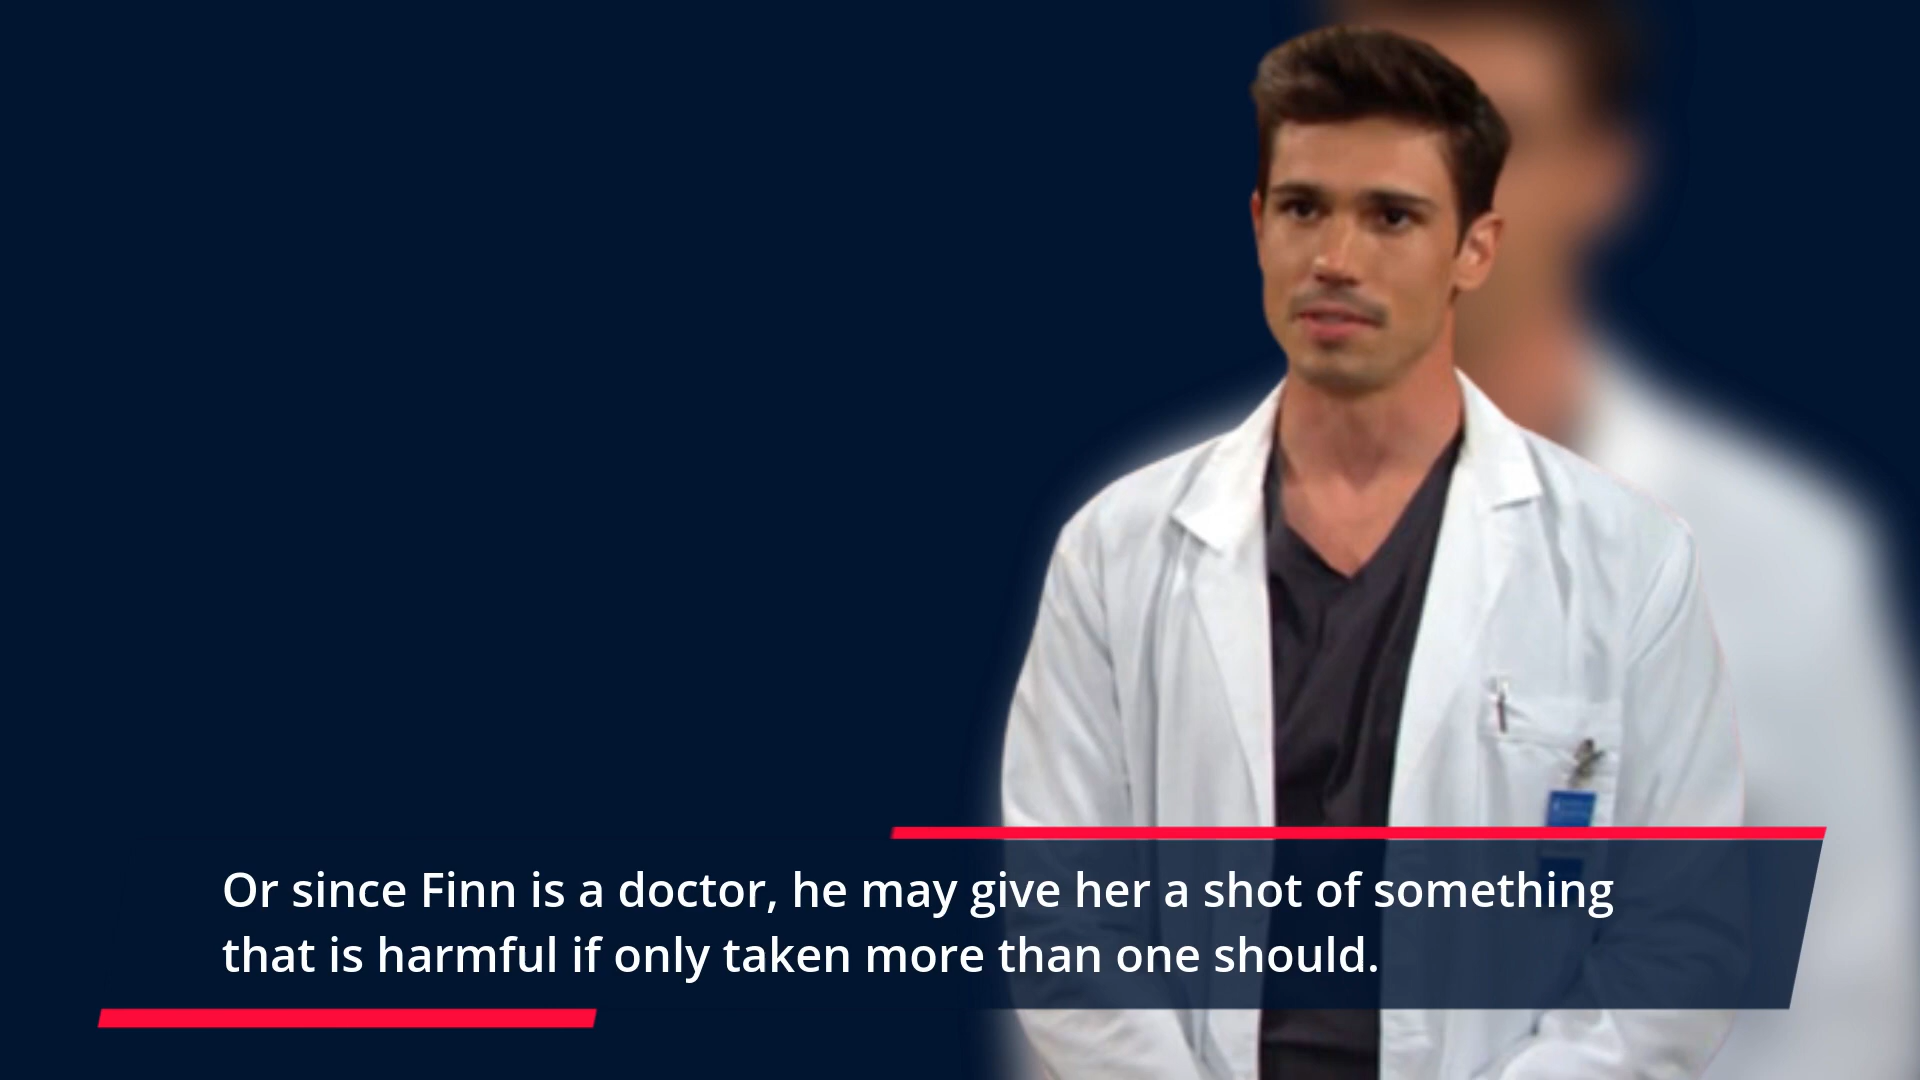 Or since Finn is a doctor, he may give her a shot of something
that is harmful if only taken more than one should.